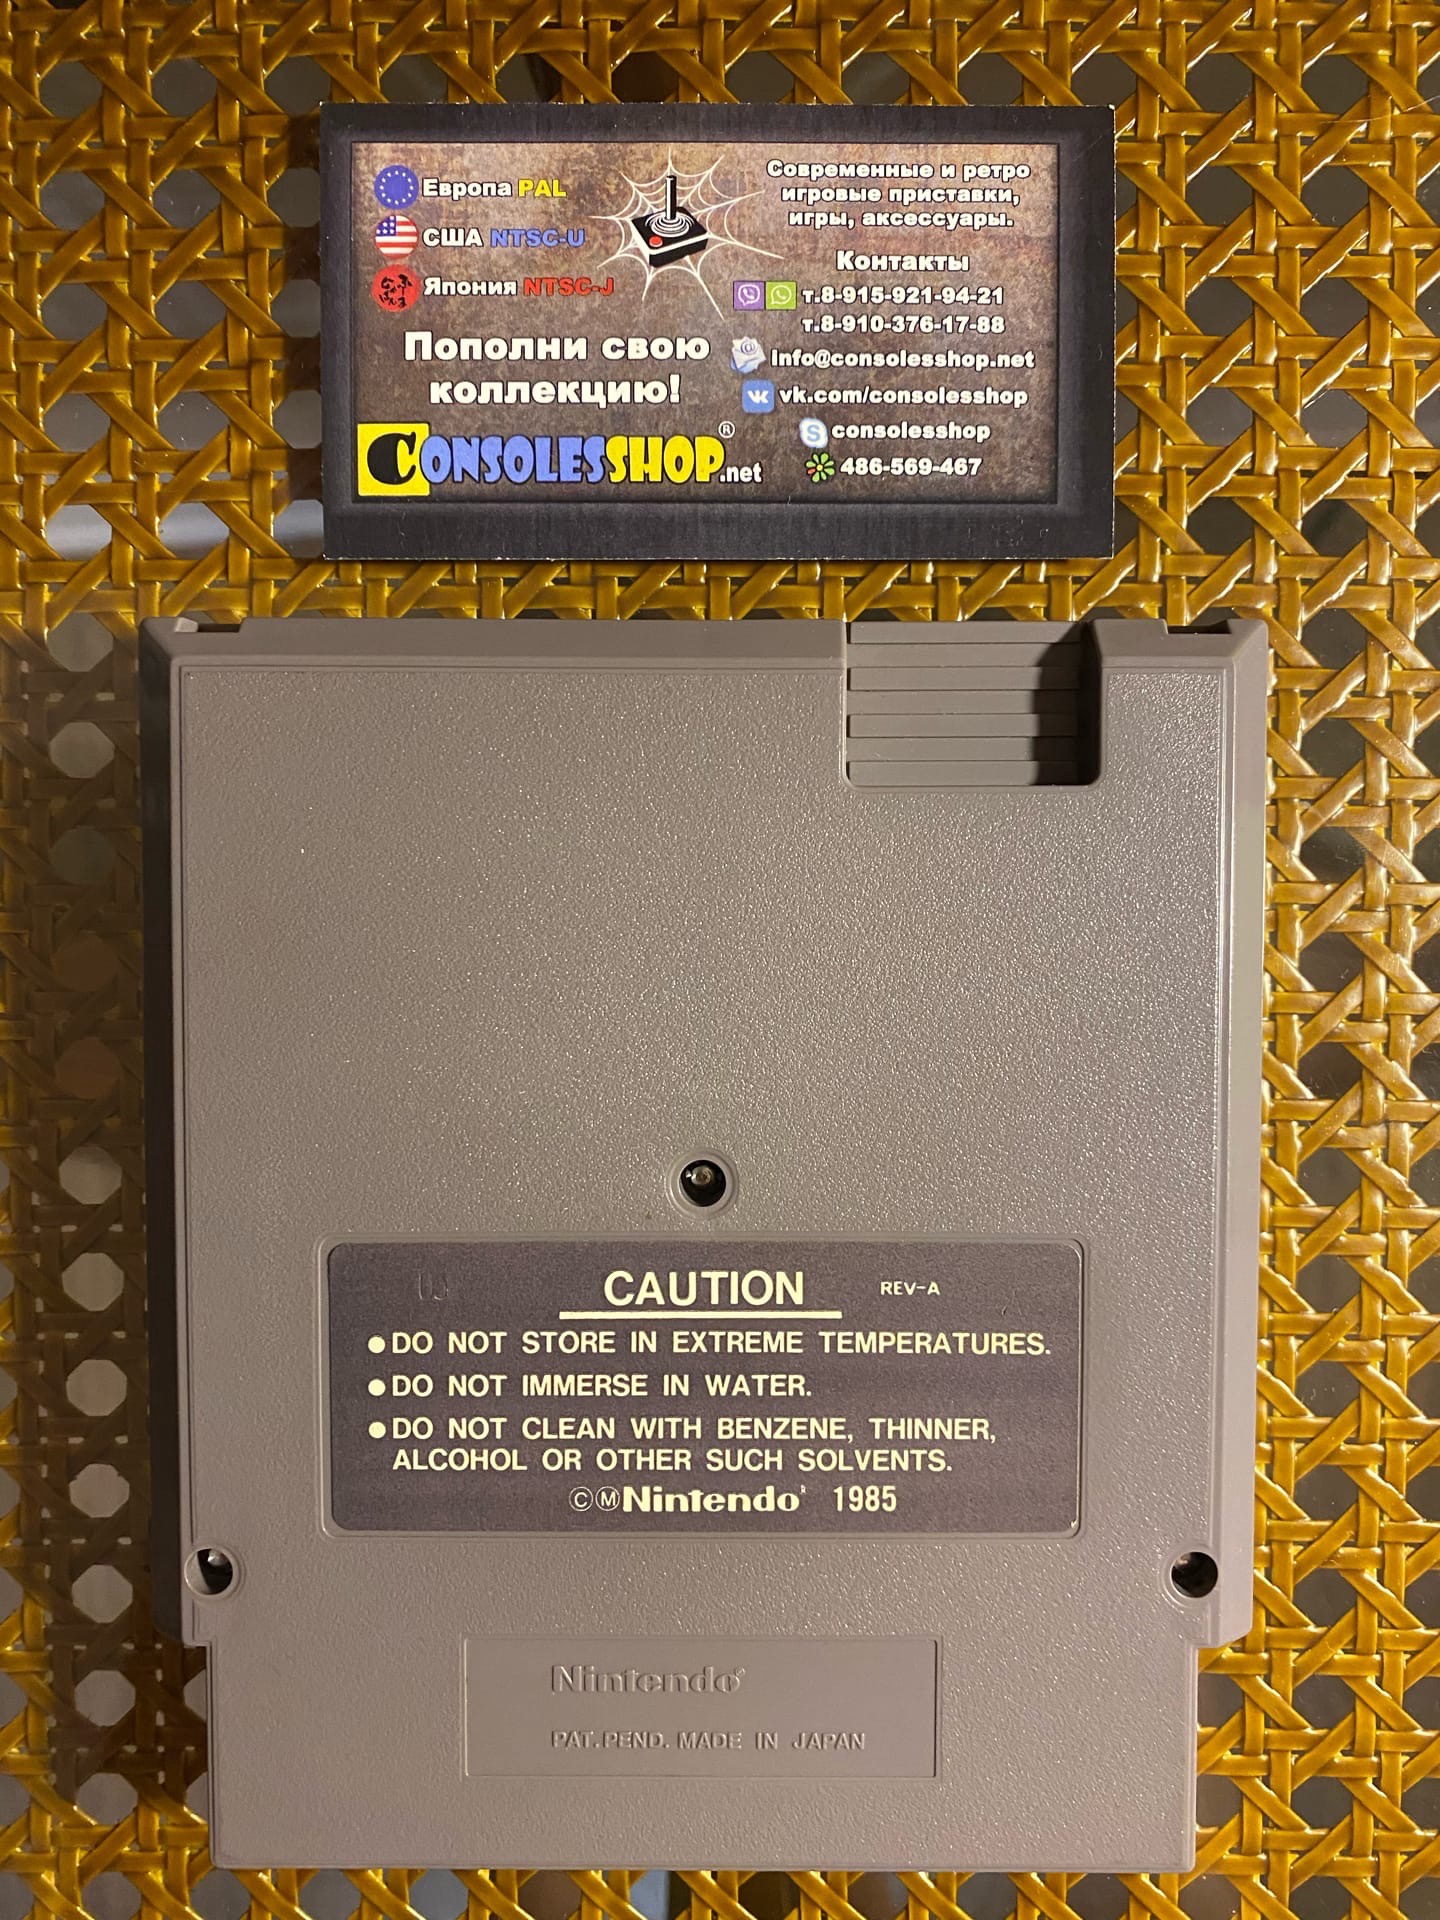 Европа PAL
США NTSC-U
Япония NTSC-J
Пополни свою
коллекцию!
CONSOLESSHOP®.net
Современные и ретро
игровые приставки,
игры, аксессуары.
Контакты
т.8-915-921-94-21
т.8-910-376-17-88
info@consolesshop.net
vk.com/consolesshop
consolesshop
486-569-467
CAUTION REV-A
●DO NOT STORE IN EXTREME TEMPERATURES.
●DO NOT IMMERSE IN WATER.
●DO NOT CLEAN WITH BENZENE, THINNER,
ALCOHOL OR OTHER SUCH SOLVENTS.
©Ⓜ Nintendo® 1985
Nintendo®
PAT. PEND. MADE IN JAPAN